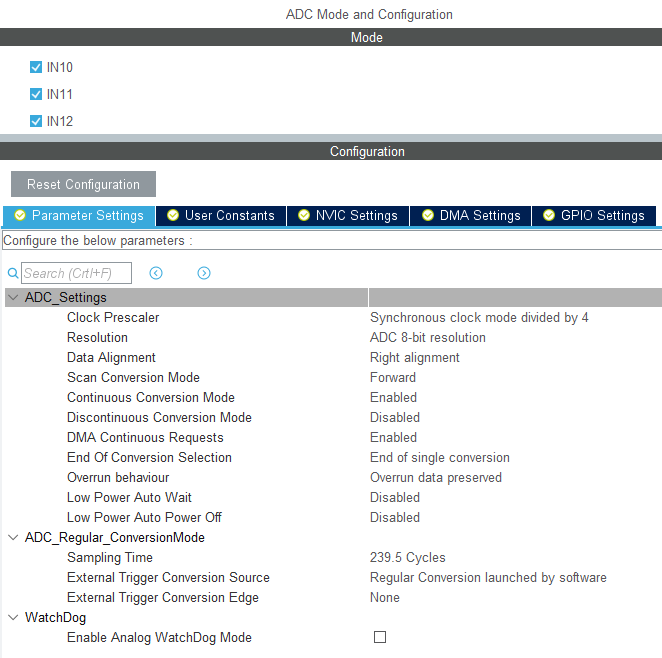 ADC Mode and Configuration
Mode
IN10
IN11
IN12
Configuration
Reset Configuration
Parameter Settings User Constants NVIC Settings DMA Settings GPIO Settings
Configure the below parameters :
Search (CrtI+F)
ADC_Settings
Clock Prescaler Synchronous clock mode divided by 4
Resolution ADC 8-bit resolution
Data Alignment Right alignment
Scan Conversion Mode Forward
Continuous Conversion Mode Enabled
Discontinuous Conversion Mode Disabled
DMA Continuous Requests Enabled
End Of Conversion Selection End of single conversion
Overrun behaviour Overrun data preserved
Low Power Auto Wait Disabled
Low Power Auto Power Off Disabled
ADC_Regular_ConversionMode
Sampling Time 239.5 Cycles
External Trigger Conversion Source Regular Conversion launched by software
External Trigger Conversion Edge None
WatchDog
Enable Analog WatchDog Mode